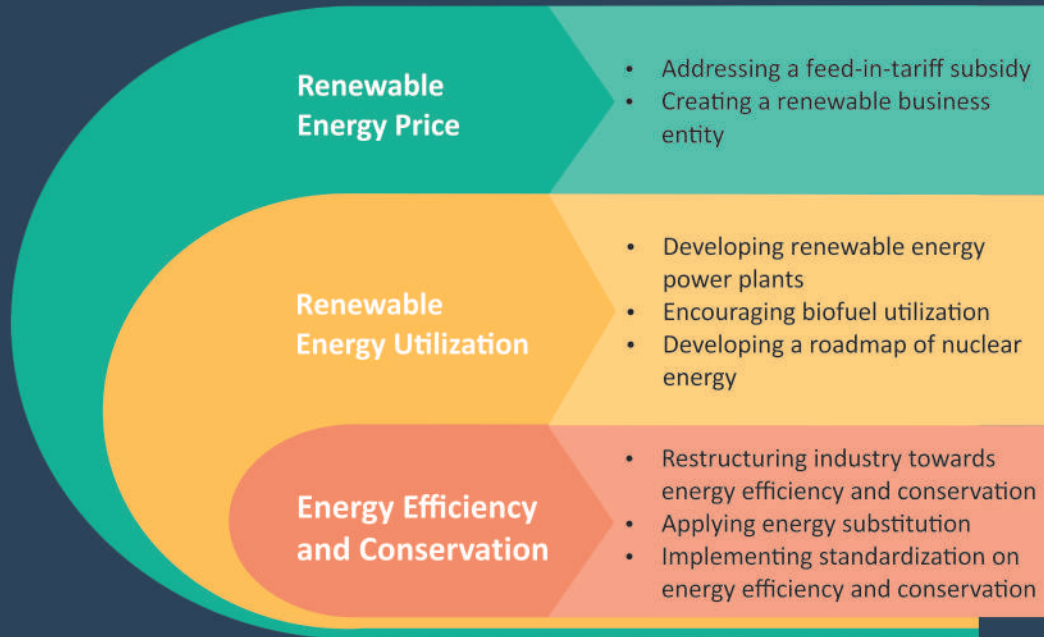 Renewable
Energy Price
• Addressing a feed-in-tariff subsidy
• Creating a renewable business
entity
Renewable
Energy Utilization
• Developing renewable energy
power plants
• Encouraging biofuel utilization
• Developing a roadmap of nuclear
energy
Energy Efficiency
and Conservation
• Restructuring industry towards
energy efficiency and conservation
• Applying energy substitution
• Implementing standardization on
energy efficiency and conservation